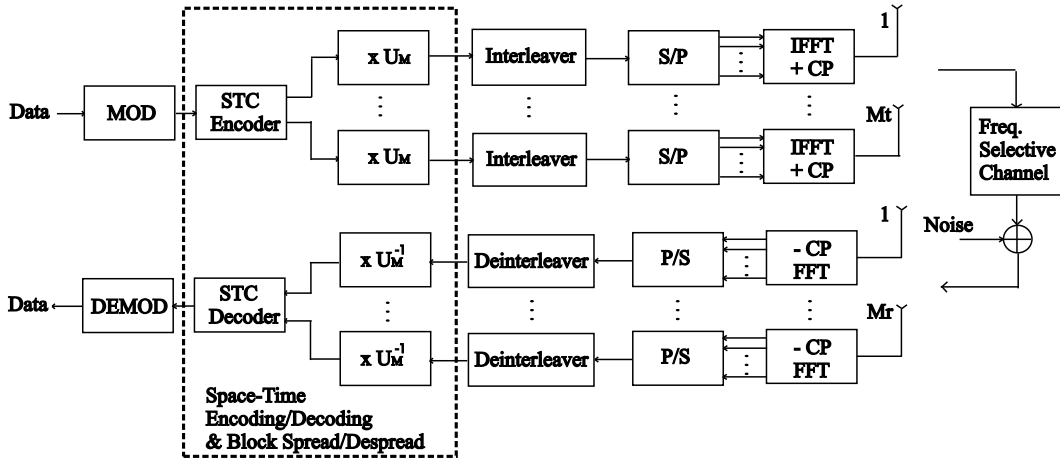 Data
MOD
STC
Encoder
x UM
x UM
Interleaver
Interleaver
S/P
S/P
IFFT
+ CP
IFFT
+ CP
1
Mt
Freq.
Selective
Channel
Noise
1
Mr
- CP
FFT
- CP
FFT
P/S
P/S
Deinterleaver
Deinterleaver
x UM-1
x UM-1
STC
Decoder
DEMOD
Data
Space-Time
Encoding/Decoding
& Block Spread/Despread